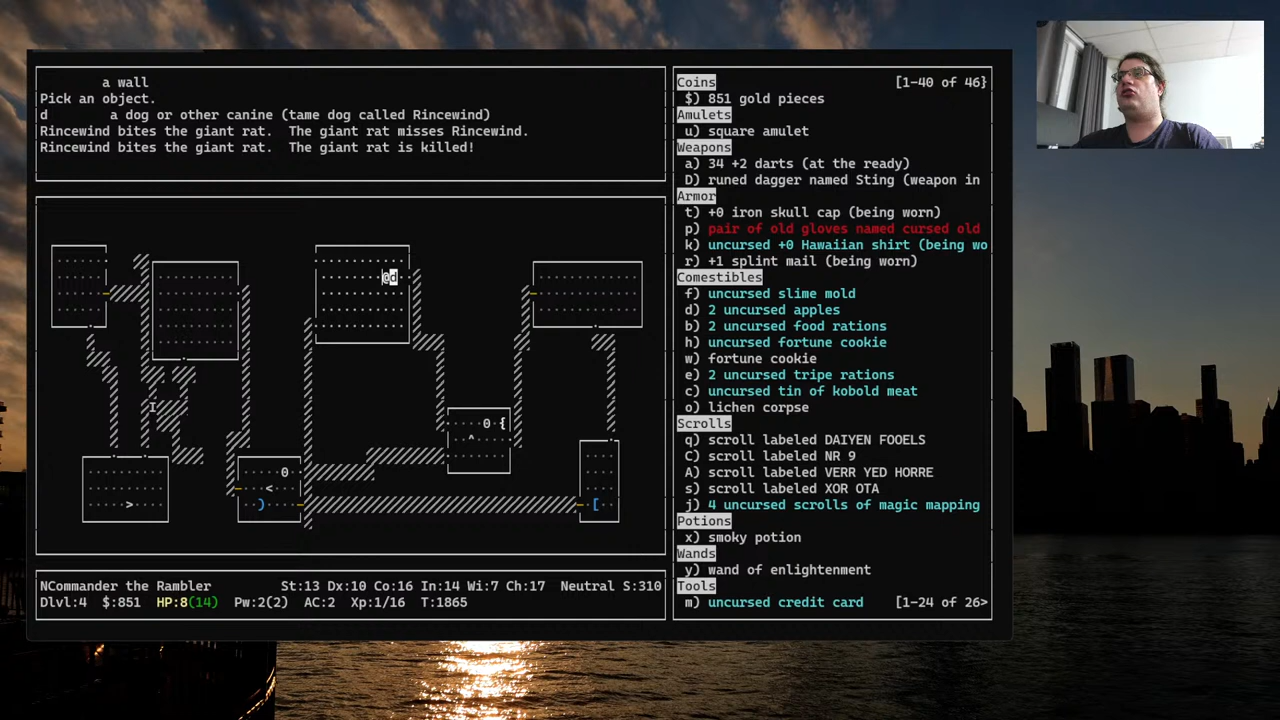 a wall
Pick an object.
d       a dog or other canine (tame dog called Rincewind)
Rincewind bites the giant rat.  The giant rat misses Rincewind.
Rincewind bites the giant rat.  The giant rat is killed!
NCommander the Rambler         St:13 Dx:10 Co:16 In:14 Wi:7 Ch:17  Neutral S:310
Dlvl:4  $:851  HP:8(14)  Pw:2(2)  AC:2  Xp:1/16  T:1865
Coins [1-40 of 46}
$) 851 gold pieces
Amulets
u) square amulet
Weapons
a) 34 +2 darts (at the ready)
D) runed dagger named Sting (weapon in
Armor
t) +0 iron skull cap (being worn)
p) pair of old gloves named cursed old
k) uncursed +0 Hawaiian shirt (being wo
r) +1 splint mail (being worn)
Comestibles
f) uncursed slime mold
d) 2 uncursed apples
b) 2 uncursed food rations
h) uncursed fortune cookie
w) fortune cookie
e) 2 uncursed tripe rations
c) uncursed tin of kobold meat
o) lichen corpse
Scrolls
q) scroll labeled DAIYEN FOOELS
C) scroll labeled NR 9
A) scroll labeled VERR YED HORRE
s) scroll labeled XOR OTA
j) 4 uncursed scrolls of magic mapping
Potions
x) smoky potion
Wands
y) wand of enlightenment
Tools
m) uncursed credit card [1-24 of 26>